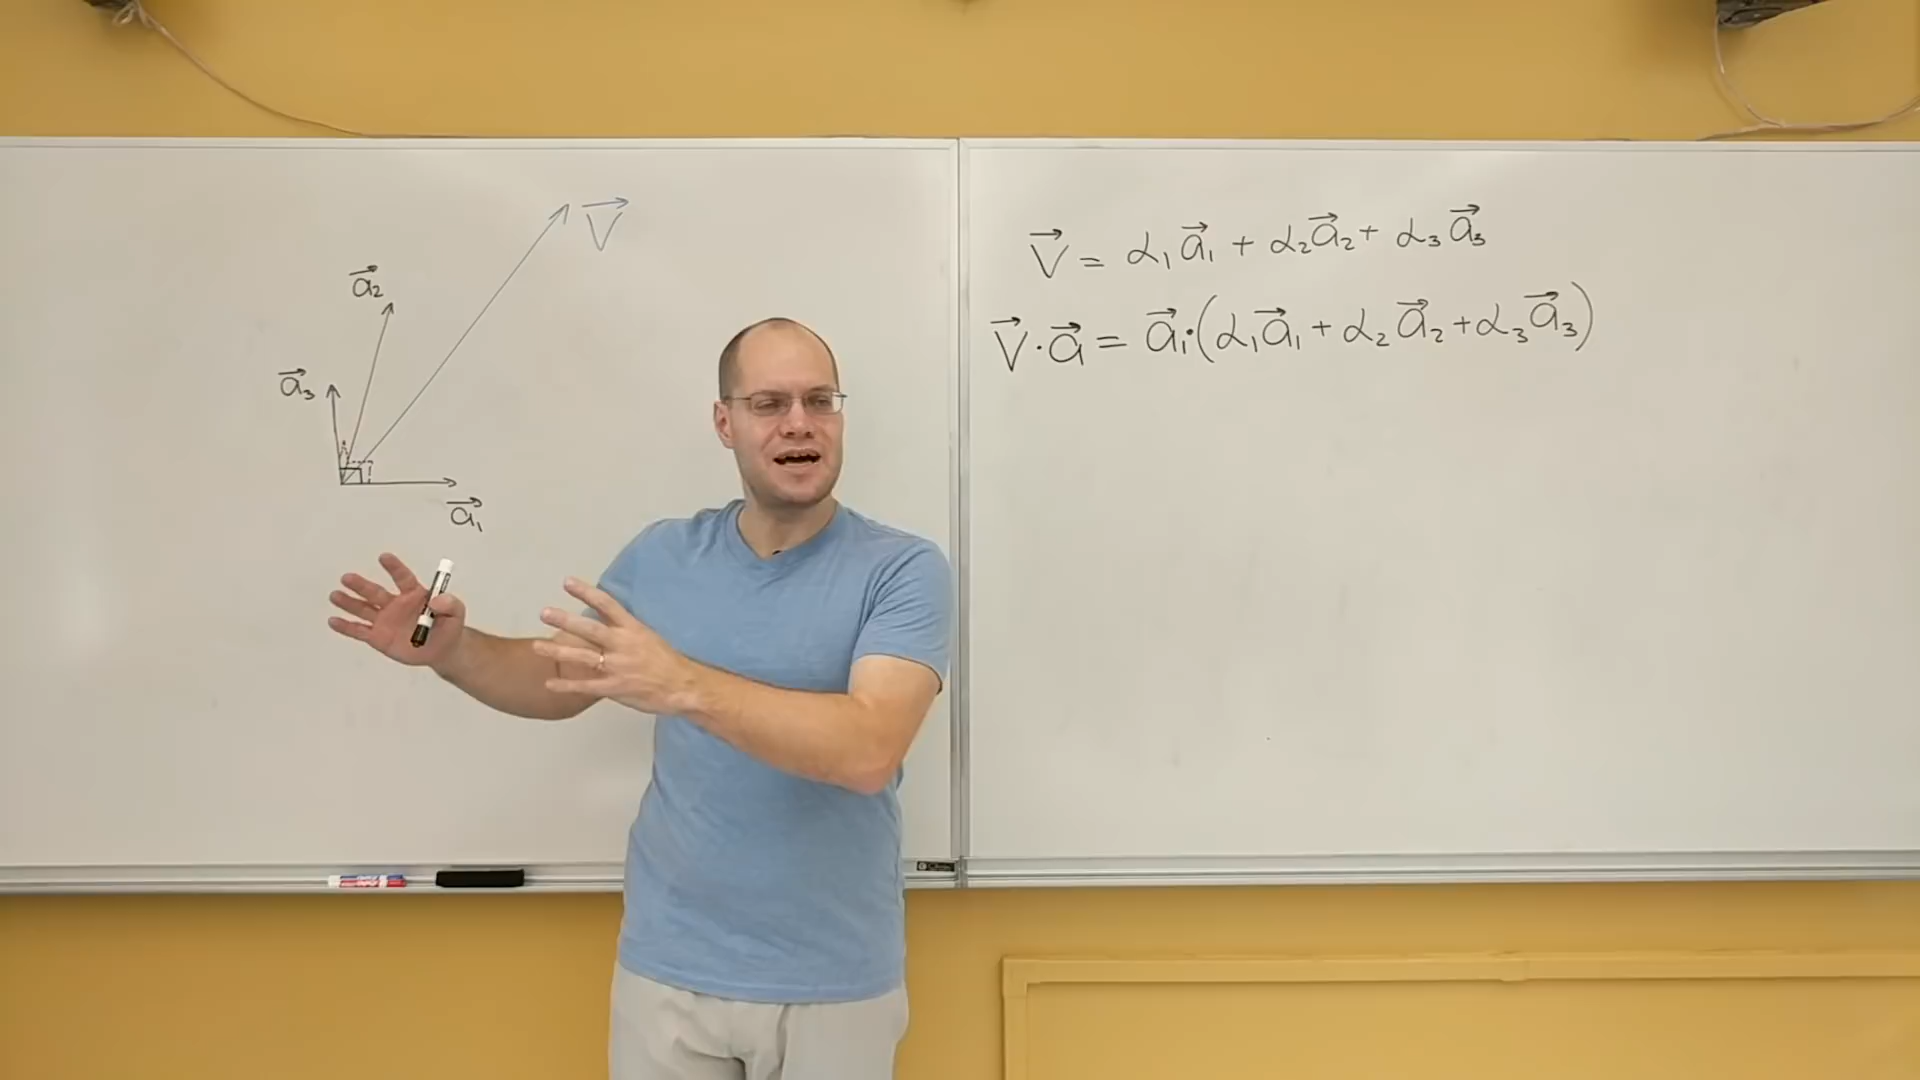 V⃗
a⃗₂
a⃗₃
a⃗₁
V⃗ = α₁a⃗₁ + α₂a⃗₂ + α₃a⃗₃
V⃗·a⃗ = a⃗₁·(α₁a⃗₁ + α₂a⃗₂ + α₃a⃗₃)